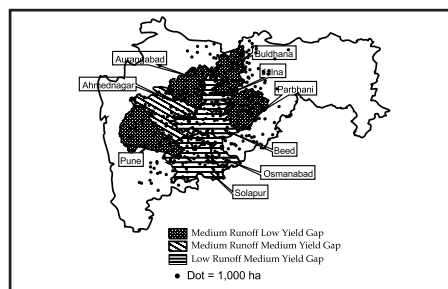 Buldhana
Aurangabad
Jalna
Ahmednagar
Parbhani
Pune
Beed
Osmanabad
Solapur
Medium Runoff Low Yield Gap
Medium Runoff Medium Yield Gap
Low Runoff Medium Yield Gap
Dot = 1,000 ha